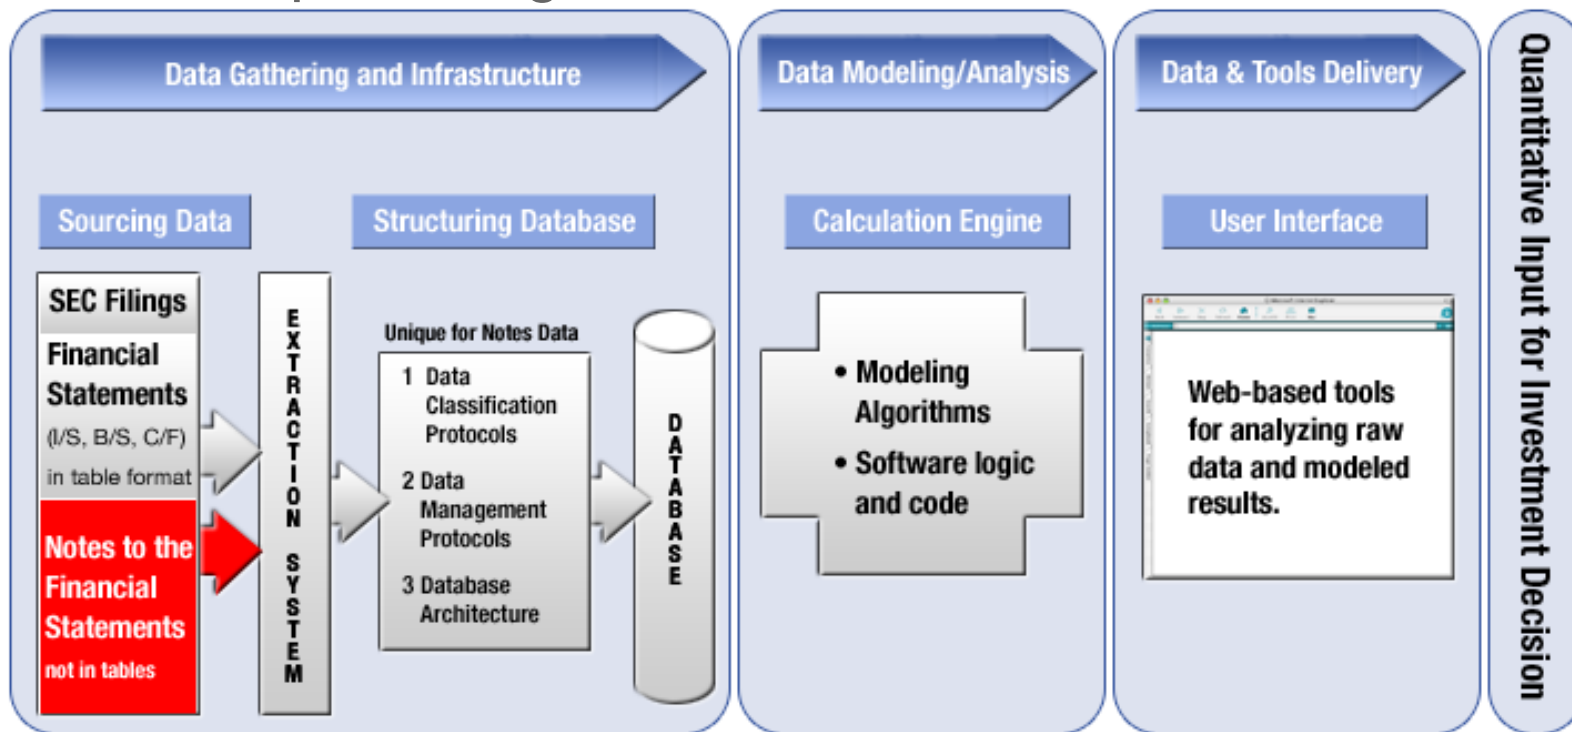 Data Gathering and Infrastructure
Data Modeling/Analysis
Data & Tools Delivery
Quantitative Input for Investment Decision
Sourcing Data
Structuring Database
Calculation Engine
User Interface
SEC Filings
Financial
Statements
(I/S, B/S, C/F)
in table format
Notes to the
Financial
Statements
not in tables
EXTRACTION SYSTEM
Unique for Notes Data
1 Data
Classification
Protocols
2 Data
Management
Protocols
3 Database
Architecture
DATABASE
• Modeling
Algorithms
• Software logic
and code
Web-based tools
for analyzing raw
data and modeled
results.